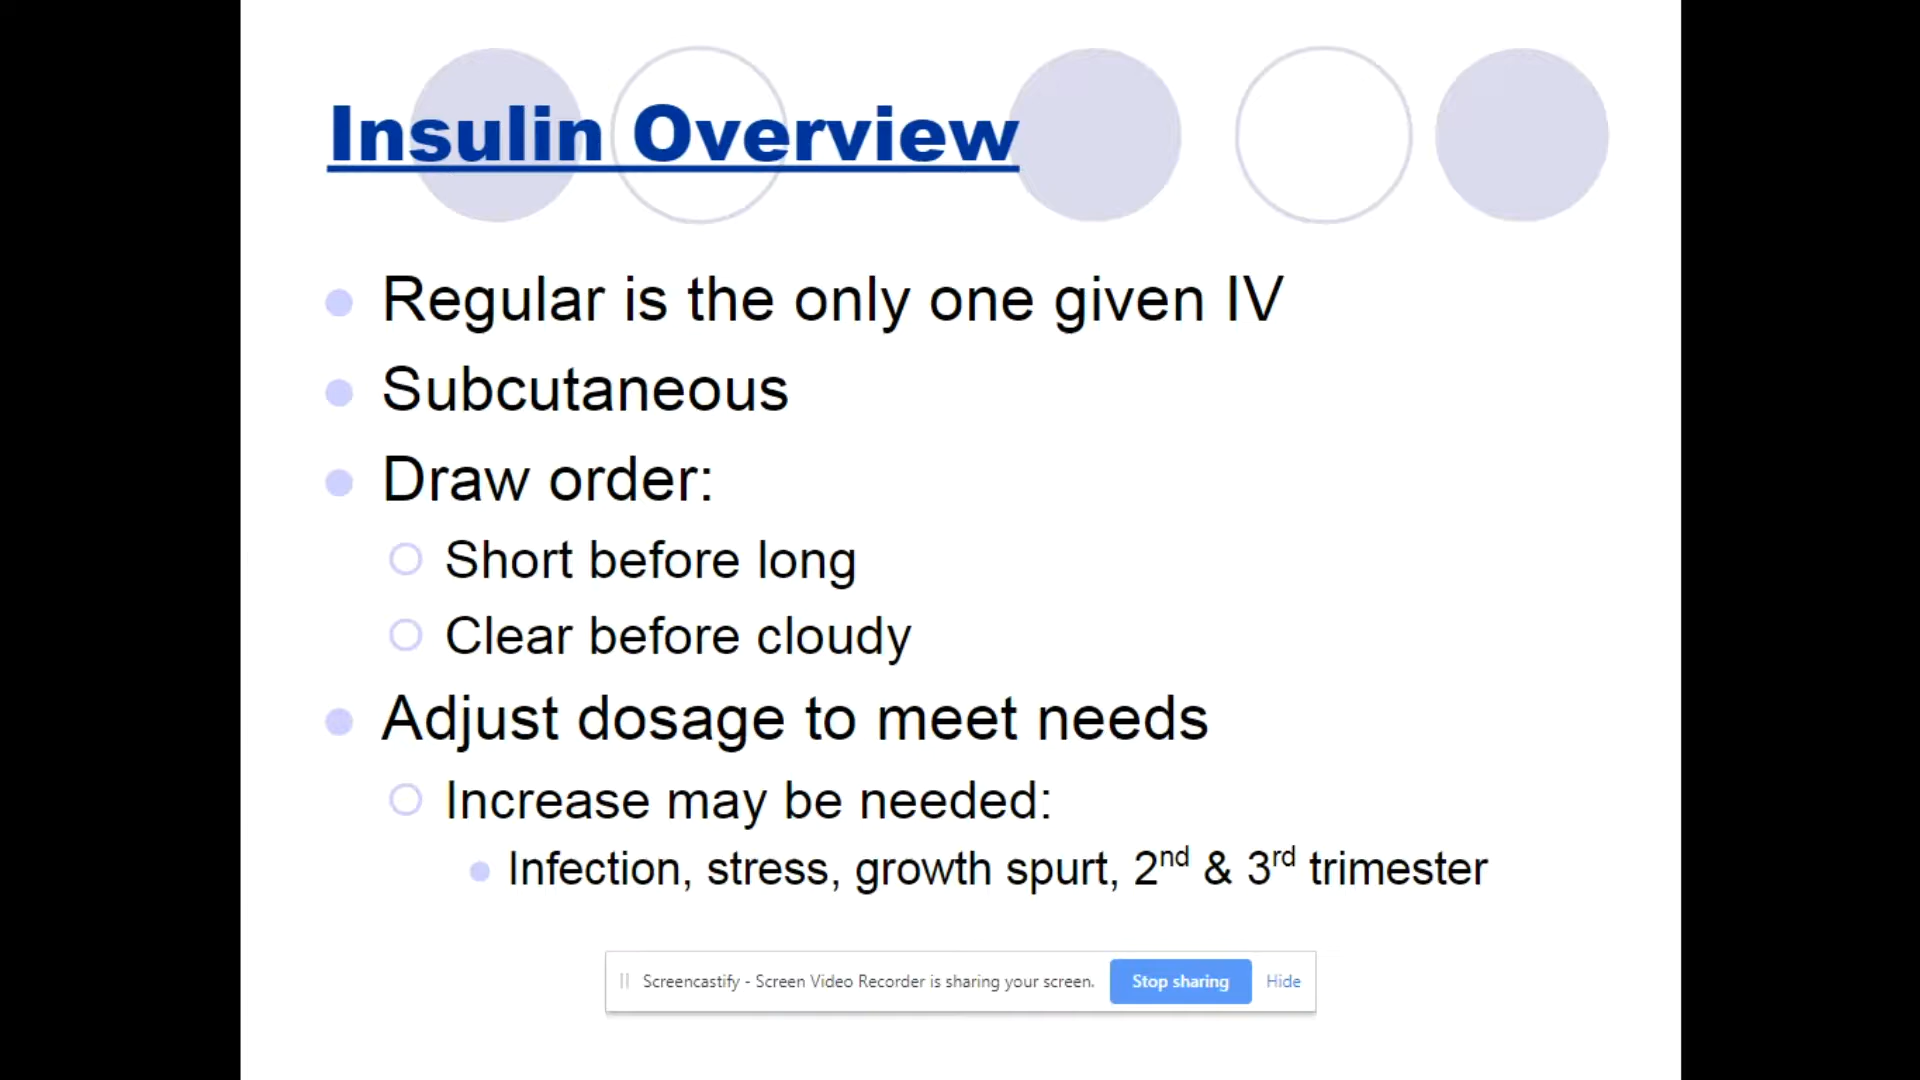 Insulin Overview
Regular is the only one given IV
Subcutaneous
Draw order:
Short before long
Clear before cloudy
Adjust dosage to meet needs
Increase may be needed:
Infection, stress, growth spurt, 2nd & 3rd trimester
Screencastify - Screen Video Recorder is sharing your screen. Stop sharing Hide